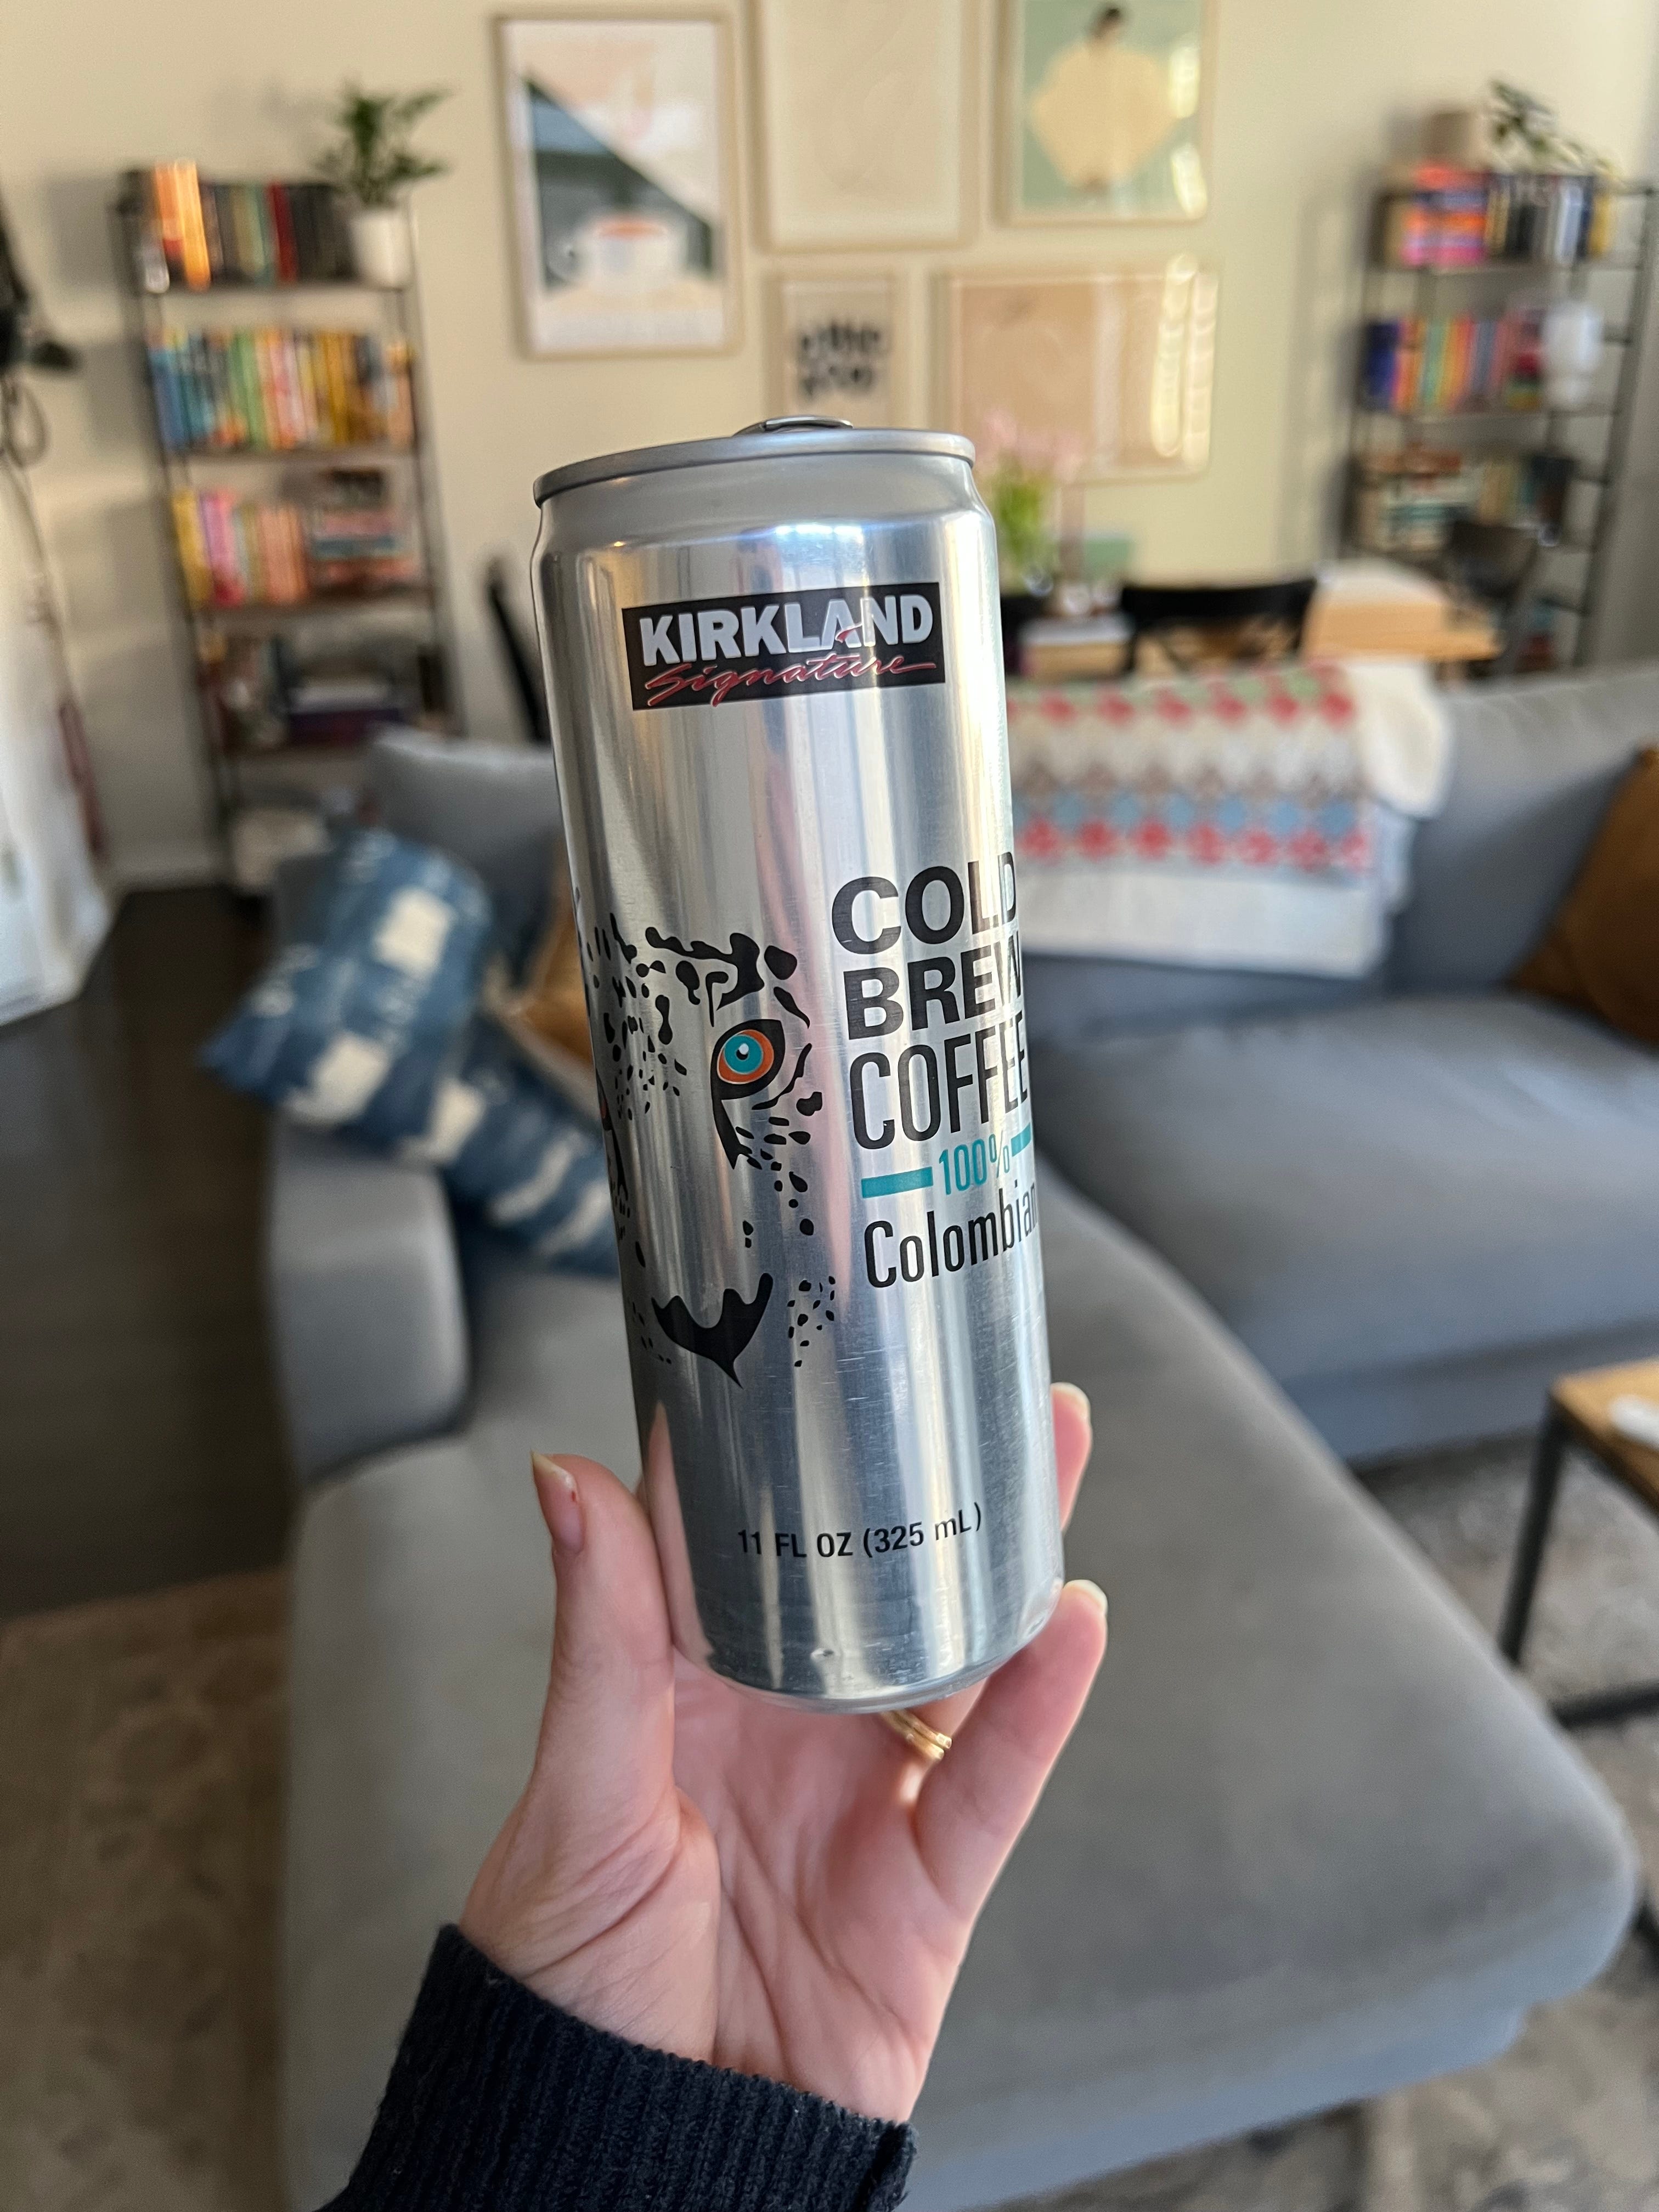 KIRKLAND
Signature
COLD
BREW
COFFEE
100%
Colombian
11 FL OZ (325 mL)